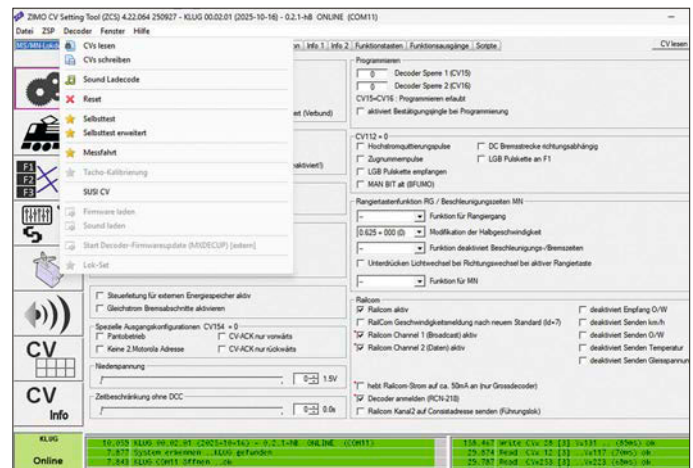 ZIMO CV Setting Tool (ZCS) 4.22.064 250927 - KLUG 00.02.01 (2025-10-16) - 0.2.1-hB ONLINE (COM11)
Datei ZSP Decoder Fenster Hilfe
CVs lesen
CVs schreiben
Sound Ladecode
Reset
Selbsttest
Selbsttest erweitert
Messfahrt
Tacho-Kalibrierung
SUSI CV
Firmware laden
Sound laden
Start Decoder-Firmwareupdate (MXDECUP) [extern]
Lok-Set
Info 1 Info 2 Funktionstasten Funktionsausgänge Scripte
CV lesen
Programmieren
0 Decoder Sperre 1 (CV15)
0 Decoder Sperre 2 (CV16)
CV15=CV16 : Programmieren erlaubt
aktiviert Bestätigungsjingle bei Programmierung
(Verbund)
CV112 = 0
Hochstromquittierungspulse
DC Bremsstrecke richtungsabhängig
Zugnummernpulse
LGB Pulskette an F1
LGB Pulskette empfangen
MAN BIT alt (BFUMO)
Rangiertastenfunktion RG / Beschleunigungszeiten MN
- Funktion für Rangiergang
0.625 = 000 (0) Modifikation der Halbgeschwindigkeit
- Funktion deaktiviert Beschleunigungs-/Bremszeiten
Unterdrücken Lichtwechsel bei Richtungswechsel bei aktiver Rangiertaste
- Funktion für MN
Steuerleitung für externen Energiespeicher aktiv
Gleichstrom Bremsabschnitte aktivieren
Spezielle Ausgangskonfigurationen CV154 = 0
Pantobetrieb
CV-ACK nur vorwärts
Keine 2.Motorola Adresse
CV-ACK nur rückwärts
Niederspannung
0 1.5V
Zeitbeschränkung ohne DCC
0 0.0s
Railcom
Railcom aktiv
deaktiviert Empfang O/W
RailCom Geschwindigkeitsmeldung nach neuem Standard (Id=7)
deaktiviert Senden km/h
Railcom Channel 1 (Broadcast) aktiv
deaktiviert Senden O/W
Railcom Channel 2 (Daten) aktiv
deaktiviert Senden Temperatur
deaktiviert Senden Gleisspannun
hebt Railcom-Strom auf ca. 50mA an (nur Grossdecoder)
Decoder anmelden (RCN-218)
Railcom Kanal2 auf Consistadresse senden (Führungslok)
F1
F2
F3
CV
CV
Info
KLUG
Online
7.877 System erkennen ..KLUG gefunden
7.843 KLUG COM11 öffnen ..ok